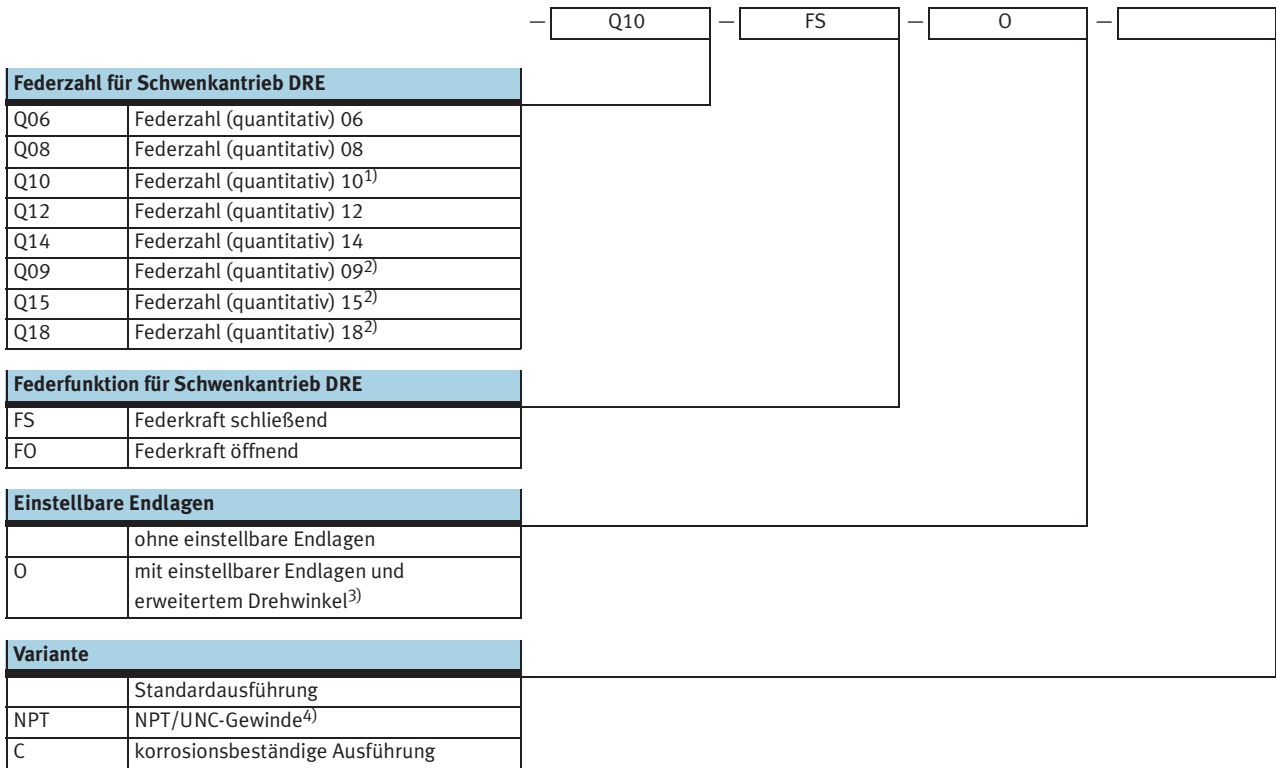 — Q10 — FS — O —
Federzahl für Schwenkantrieb DRE
Q06 Federzahl (quantitativ) 06
Q08 Federzahl (quantitativ) 08
Q10 Federzahl (quantitativ) 101)
Q12 Federzahl (quantitativ) 12
Q14 Federzahl (quantitativ) 14
Q09 Federzahl (quantitativ) 092)
Q15 Federzahl (quantitativ) 152)
Q18 Federzahl (quantitativ) 182)
Federfunktion für Schwenkantrieb DRE
FS Federkraft schließend
FO Federkraft öffnend
Einstellbare Endlagen
ohne einstellbare Endlagen
O mit einstellbarer Endlagen und
erweitertem Drehwinkel3)
Variante
Standardausführung
NPT NPT/UNC-Gewinde4)
C korrosionsbeständige Ausführung